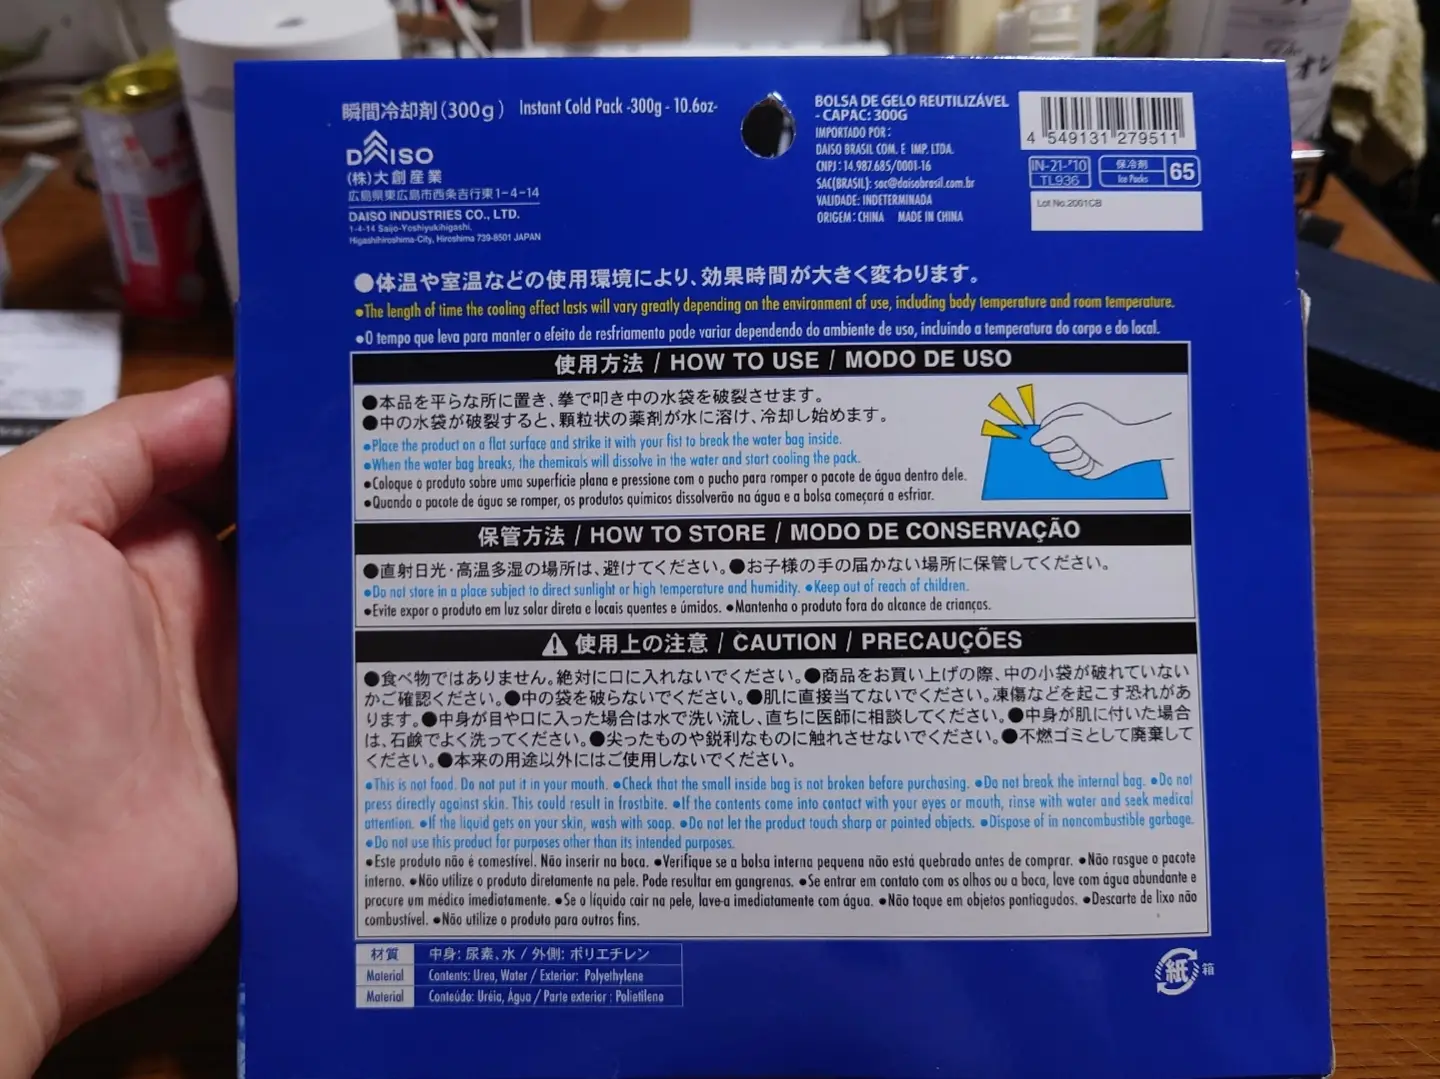 瞬間冷却剤(300g) Instant Cold Pack -300g - 10.6oz-
DAISO
(株)大創産業
広島県東広島市西条吉行東1-4-14
DAISO INDUSTRIES CO., LTD.
1-4-14 Saijo-Yoshiyukihigashi,
Higashihiroshima-City, Hiroshima 739-8501 JAPAN
BOLSA DE GELO REUTILIZÁVEL
- CAPAC: 300G
IMPORTADO POR:
DAISO BRASIL COM. E IMP. LTDA.
CNPJ: 14.987.685/0001-16
SAC(BRASIL): sac@daisobrasil.com.br
VALIDADE: INDETERMINADA
ORIGEM: CHINA MADE IN CHINA
4 549131 279511
IN-21-'10
TL936
保冷剤
Ice Packs
65
Lot No.2001CB
●体温や室温などの使用環境により、効果時間が大きく変わります。
●The length of time the cooling effect lasts will vary greatly depending on the environment of use, including body temperature and room temperature.
●O tempo que leva para manter o efeito de resfriamento pode variar dependendo do ambiente de uso, incluindo a temperatura do corpo e do local.
使用方法 / HOW TO USE / MODO DE USO
●本品を平らな所に置き、拳で叩き中の水袋を破裂させます。
●中の水袋が破裂すると、顆粒状の薬剤が水に溶け、冷却し始めます。
●Place the product on a flat surface and strike it with your fist to break the water bag inside.
●When the water bag breaks, the chemicals will dissolve in the water and start cooling the pack.
●Coloque o produto sobre uma superfície plana e pressione com o pucho para romper o pacote de água dentro dele.
●Quando o pacote de água se romper, os produtos químicos dissolverão na água e a bolsa começará a esfriar.
保管方法 / HOW TO STORE / MODO DE CONSERVAÇÃO
●直射日光・高温多湿の場所は、避けてください。●お子様の手の届かない場所に保管してください。
●Do not store in a place subject to direct sunlight or high temperature and humidity. ●Keep out of reach of children.
●Evite expor o produto em luz solar direta e locais quentes e úmidos. ●Mantenha o produto fora do alcance de crianças.
⚠使用上の注意 / CAUTION / PRECAUÇÕES
●食べ物ではありません。絶対に口に入れないでください。●商品をお買い上げの際、中の小袋が破れていない
かご確認ください。●中の袋を破らないでください。●肌に直接当てないでください。凍傷などを起こす恐れがあ
ります。●中身が目や口に入った場合は水で洗い流し、直ちに医師に相談してください。●中身が肌に付いた場合
は、石鹸でよく洗ってください。●尖ったものや鋭利なものに触れさせないでください。●不燃ゴミとして廃棄して
ください。●本来の用途以外にはご使用しないでください。
●This is not food. Do not put it in your mouth. ●Check that the small inside bag is not broken before purchasing. ●Do not break the internal bag. ●Do not
press directly against skin. This could result in frostbite. ●If the contents come into contact with your eyes or mouth, rinse with water and seek medical
attention. ●If the liquid gets on your skin, wash with soap. ●Do not let the product touch sharp or pointed objects. ●Dispose of in noncombustible garbage.
●Do not use this product for purposes other than its intended purposes.
●Este produto não é comestível. Não inserir na boca. ●Verifique se a bolsa interna pequena não está quebrado antes de comprar. ●Não rasgue o pacote
interno. ●Não utilize o produto diretamente na pele. Pode resultar em gangrenas. ●Se entrar em contato com os olhos ou a boca, lave com água abundante e
procure um médico imediatamente. ●Se o líquido cair na pele, lave-a imediatamente com água. ●Não toque em objetos pontiagudos. ●Descarte de lixo não
combustível. ●Não utilize o produto para outros fins.
材質 中身: 尿素、水 / 外側: ポリエチレン
Material Contents: Urea, Water / Exterior: Polyethylene
Material Conteúdo: Uréia, Água / Parte exterior : Polietileno
紙 箱
オレ